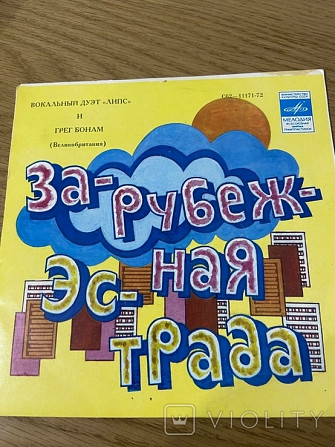 ВОКАЛЬНЫЙ ДУЭТ «ЛИПС»
И
ГРЕГ БОНАМ
(Великобритания)
С62—11171-72
МЕЛОДИЯ
ЗА-
РУБЕЖ-
НАЯ
ЭС-
ТРАДА
VIOLITY